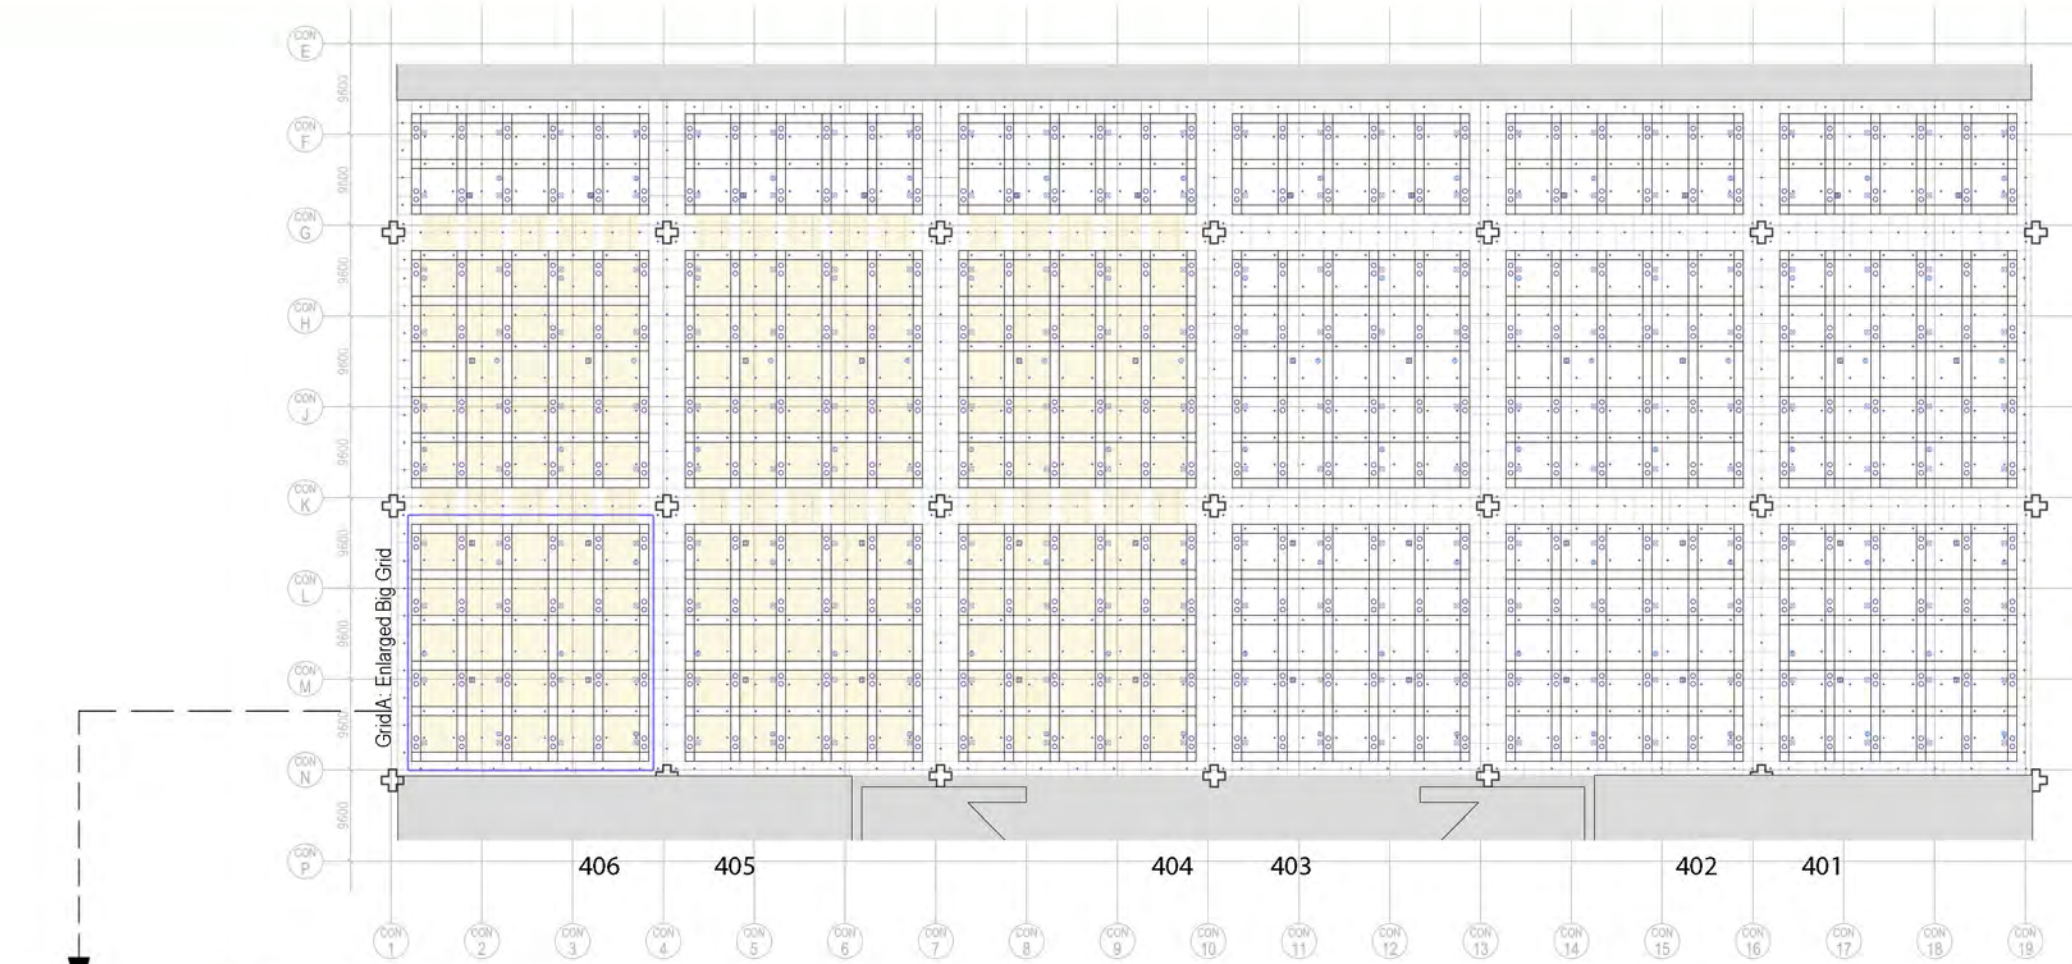 CON
E
9600
CON
F
9600
CON
G
9600
CON
H
9600
CON
J
9600
CON
K
9600
CON
L
9600
CON
M
9600
CON
N
9600
CON
P
Grid A: Enlarged Big Grid
406 405 404 403 402 401
CON CON CON CON CON CON CON CON CON CON CON CON CON CON CON CON CON CON CON
1 2 3 4 5 6 7 8 9 10 11 12 13 14 15 16 17 18 19